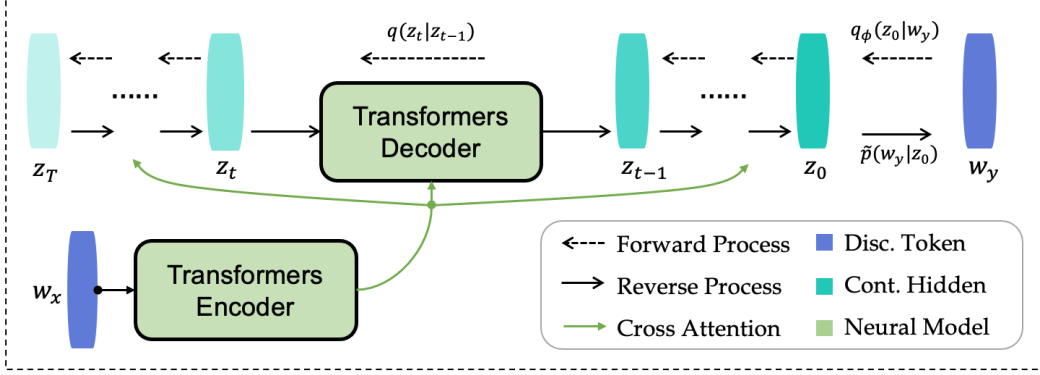 q(z_t|z_{t-1})
q_ϕ(z_0|w_y)
......
......
Transformers
Decoder
p̃(w_y|z_0)
z_T
z_t
z_{t-1}
z_0
w_y
w_x
Transformers
Encoder
Forward Process
Disc. Token
Reverse Process
Cont. Hidden
Cross Attention
Neural Model